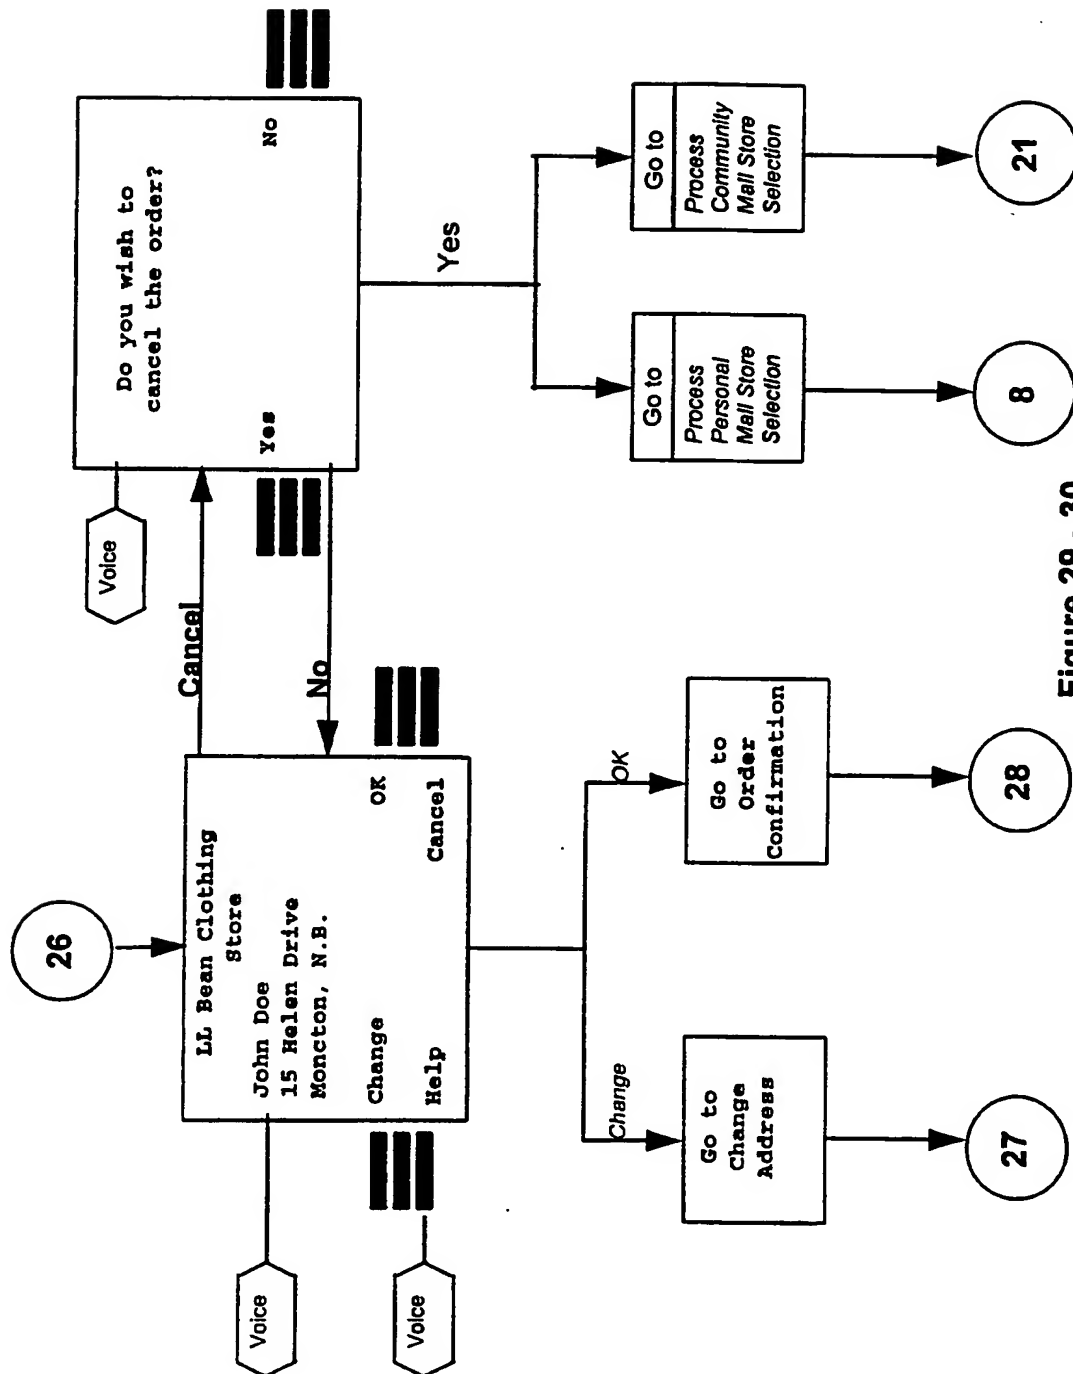 26
LL Bean Clothing
Store
John Doe
15 Helen Drive
Moncton, N.B.
Change
OK
Help
Cancel
Voice
Voice
Cancel
No
Voice
Do you wish to
cancel the order?
Yes
No
Yes
Change
OK
Go to
Change
Address
27
Go to
Order
Confirmation
28
Go to
Process
Personal
Mall Store
Selection
8
Go to
Process
Community
Mall Store
Selection
21
Figure 29 - 30